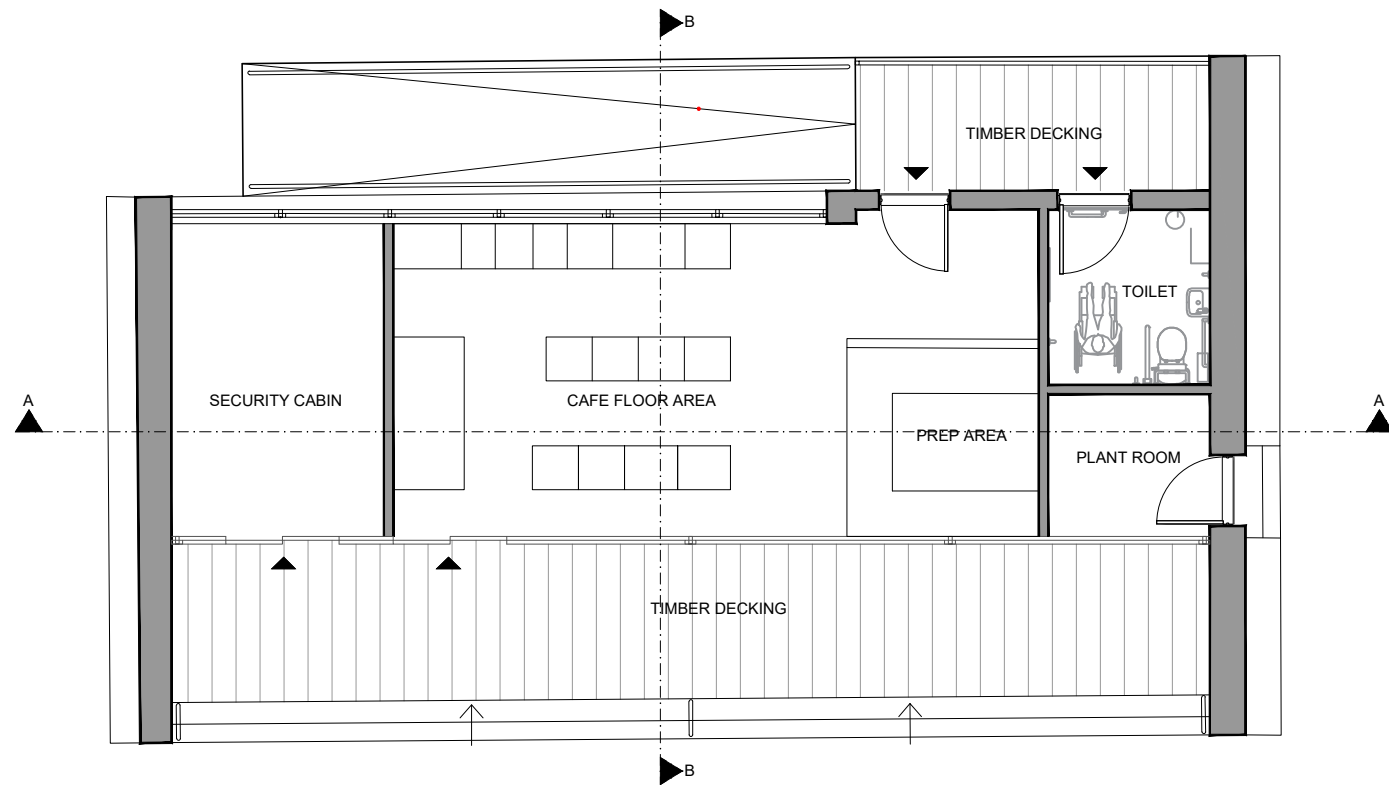 B
TIMBER DECKING
TOILET
A
SECURITY CABIN
CAFE FLOOR AREA
A
PREP AREA
PLANT ROOM
TIMBER DECKING
B